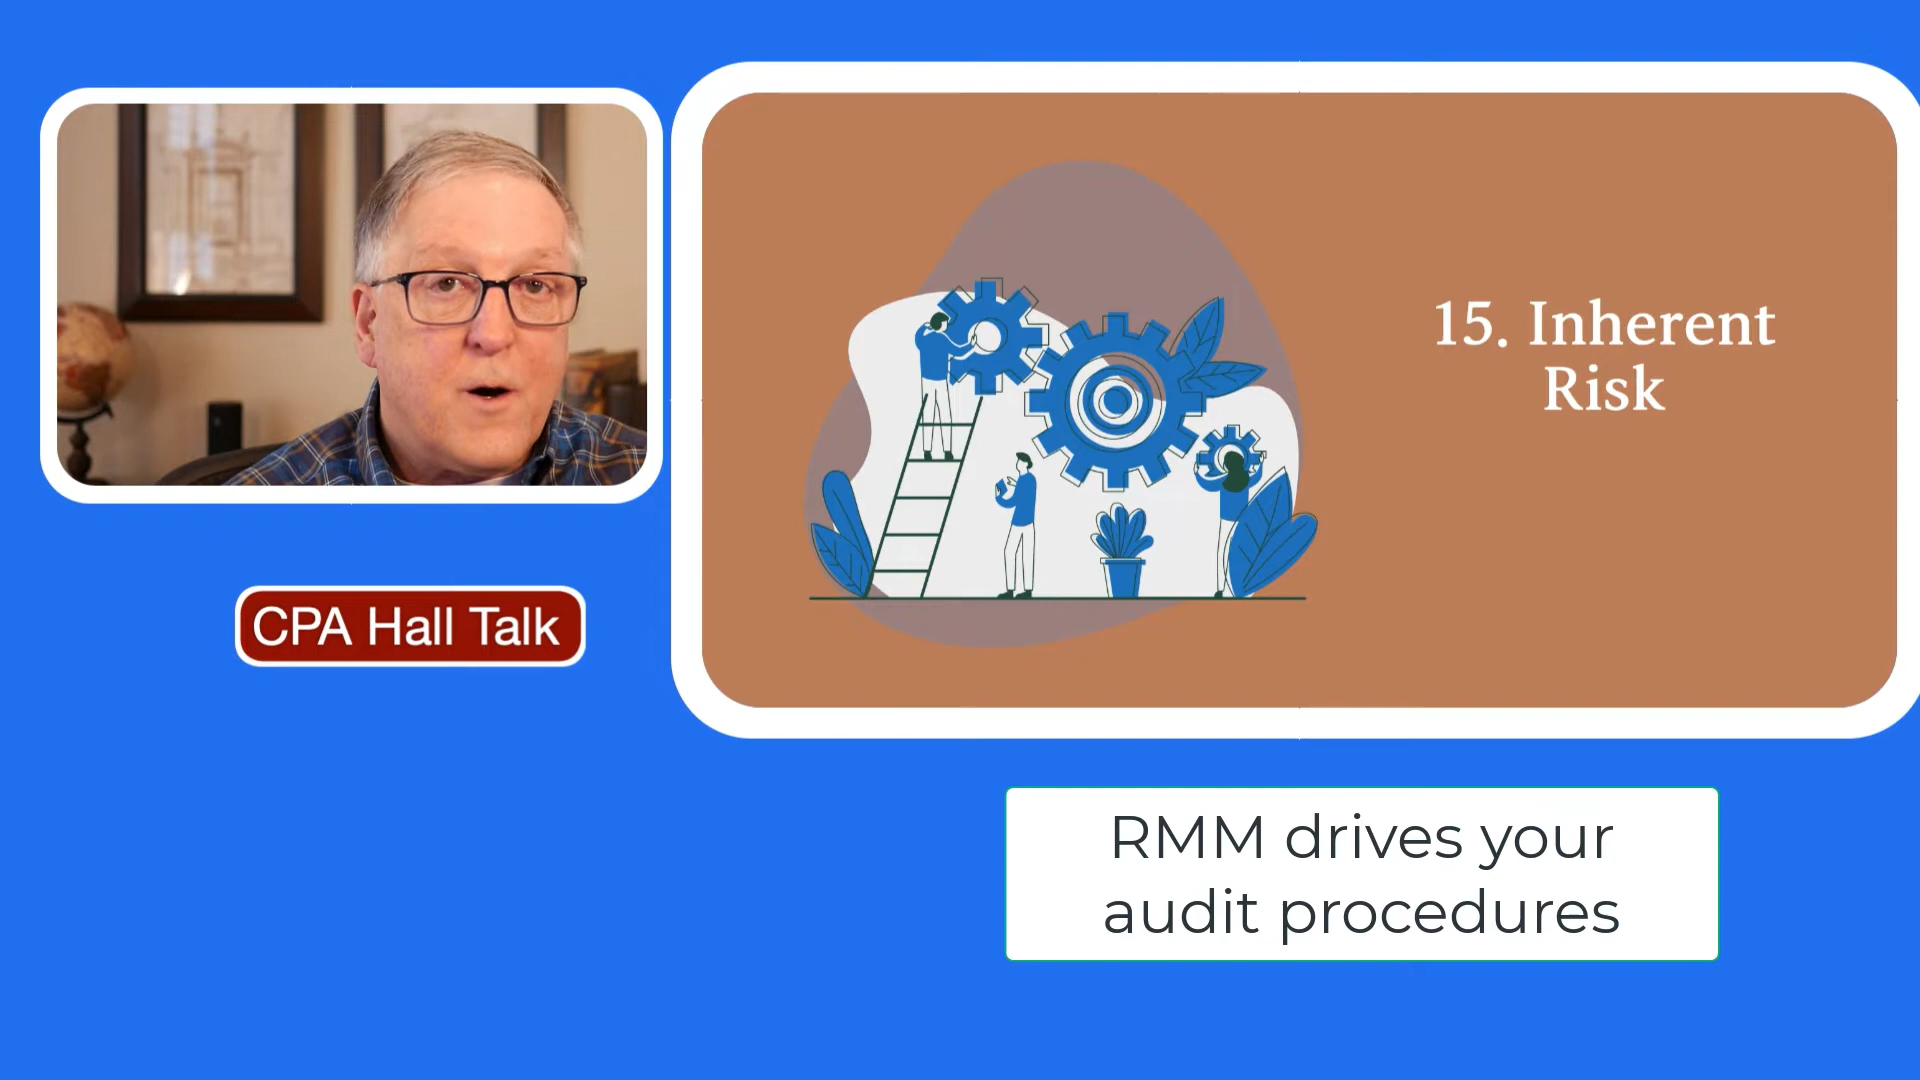 CPA Hall Talk
15. Inherent
Risk
RMM drives your
audit procedures